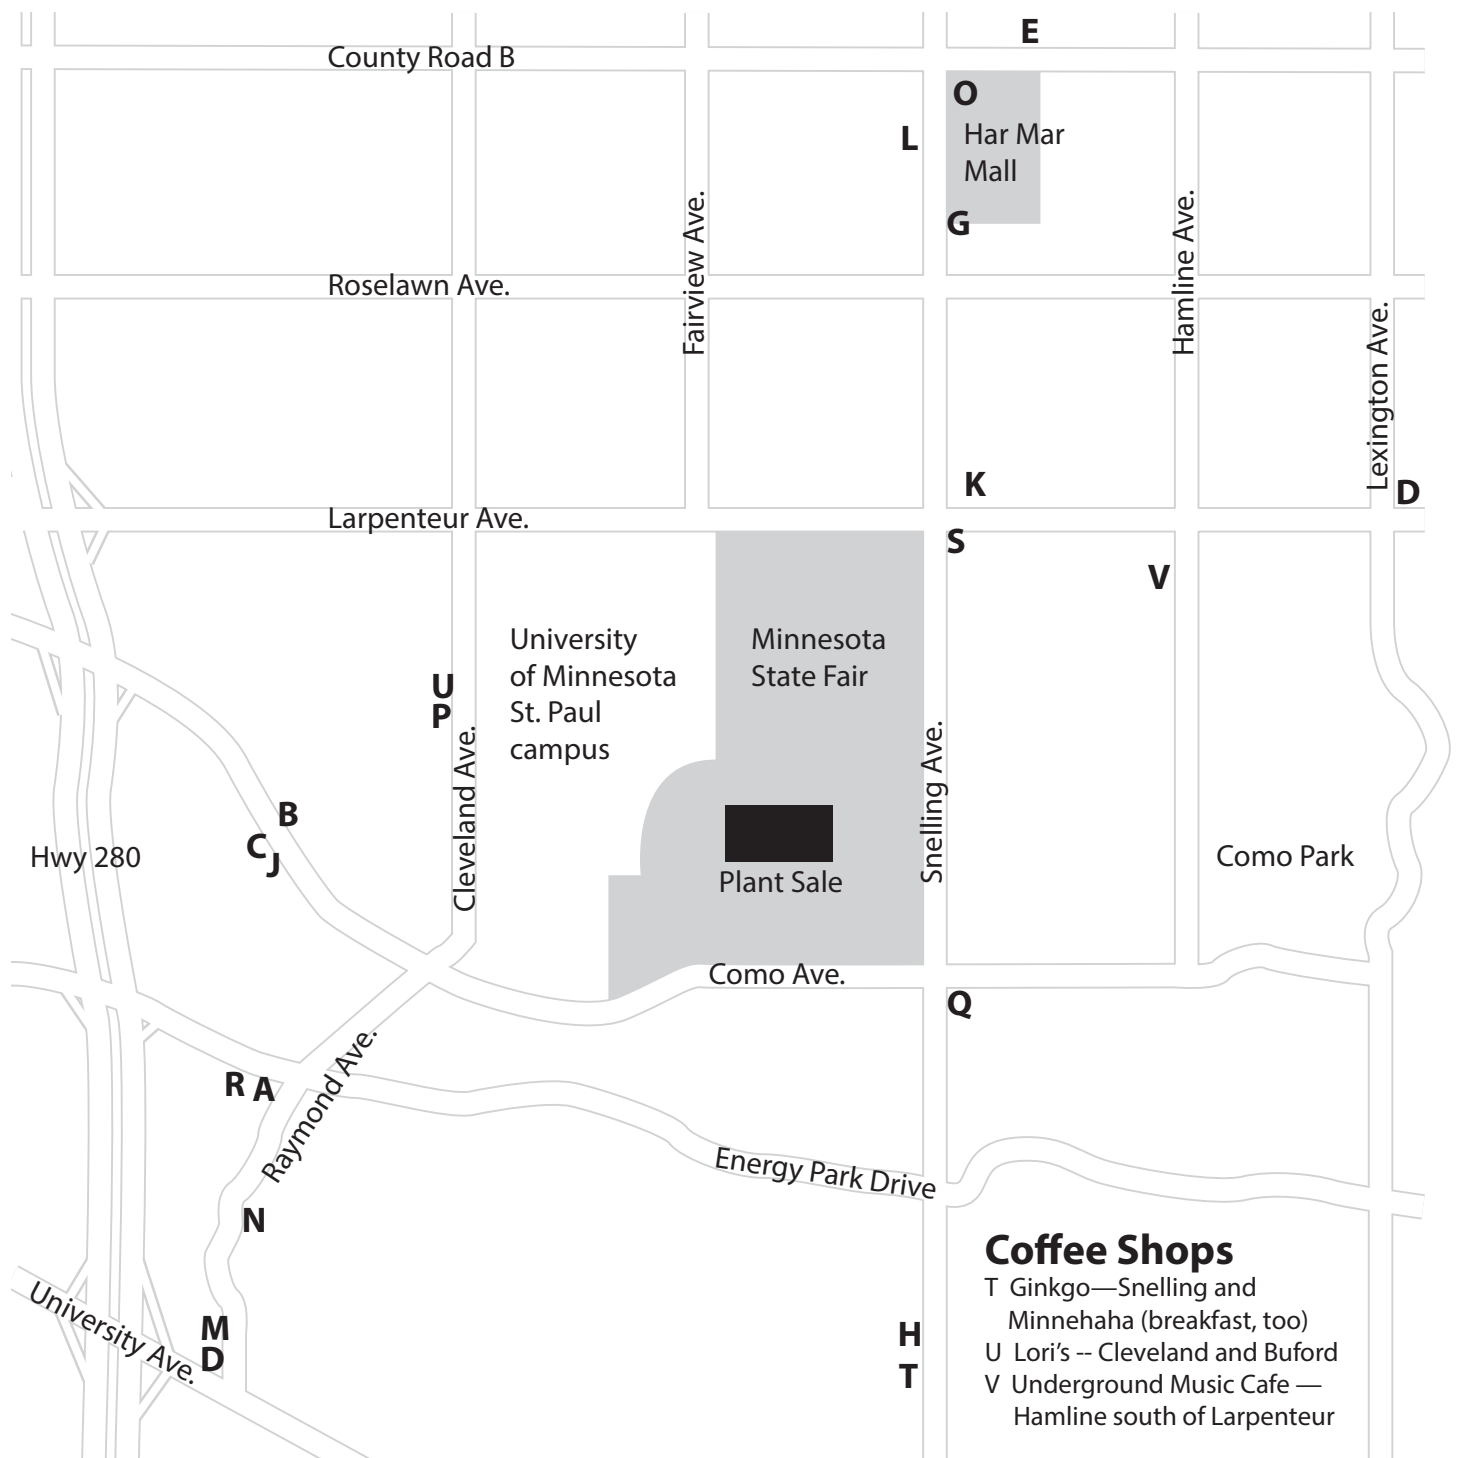 E
County Road B
O
L
Har Mar
Mall
G
Fairview Ave.
Hamline Ave.
Roselawn Ave.
Lexington Ave.
K
D
Larpenteur Ave.
S
V
University
of Minnesota
St. Paul
campus
Minnesota
State Fair
U
P
Cleveland Ave.
Snelling Ave.
B
C
J
Hwy 280
Como Park
Plant Sale
Como Ave.
Q
R
A
Raymond Ave.
Energy Park Drive
N
University Ave.
M
D
H
T
Coffee Shops
T Ginkgo—Snelling and
Minnehaha (breakfast, too)
U Lori’s -- Cleveland and Buford
V Underground Music Cafe —
Hamline south of Larpenteur